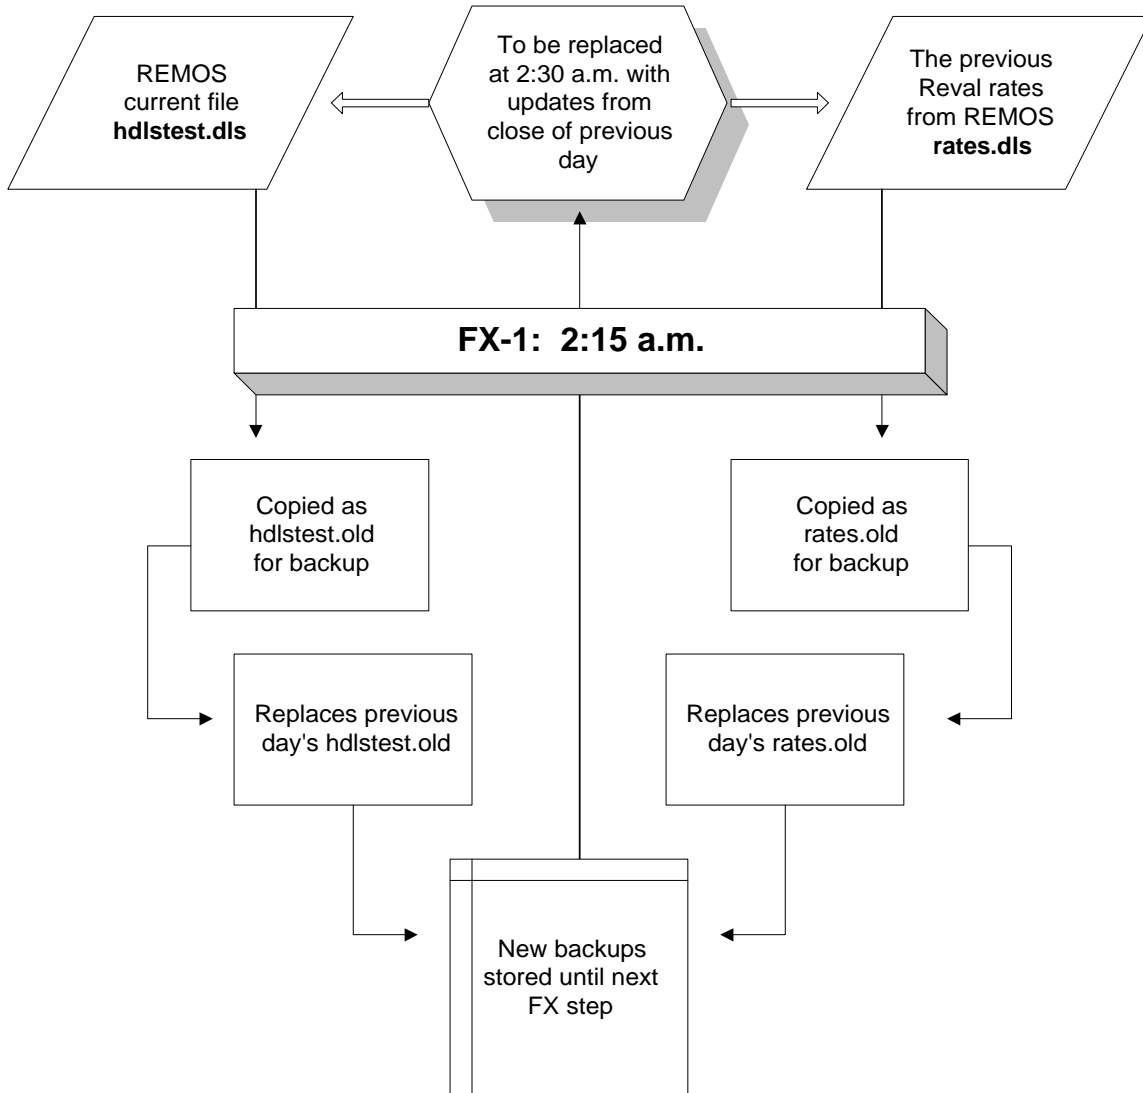 REMOS
current file
hdlstest.dls
To be replaced
at 2:30 a.m. with
updates from
close of previous
day
The previous
Reval rates
from REMOS
rates.dls
FX-1:  2:15 a.m.
Copied as
hdlstest.old
for backup
Copied as
rates.old
for backup
Replaces previous
day's hdlstest.old
Replaces previous
day's rates.old
New backups
stored until next
FX step